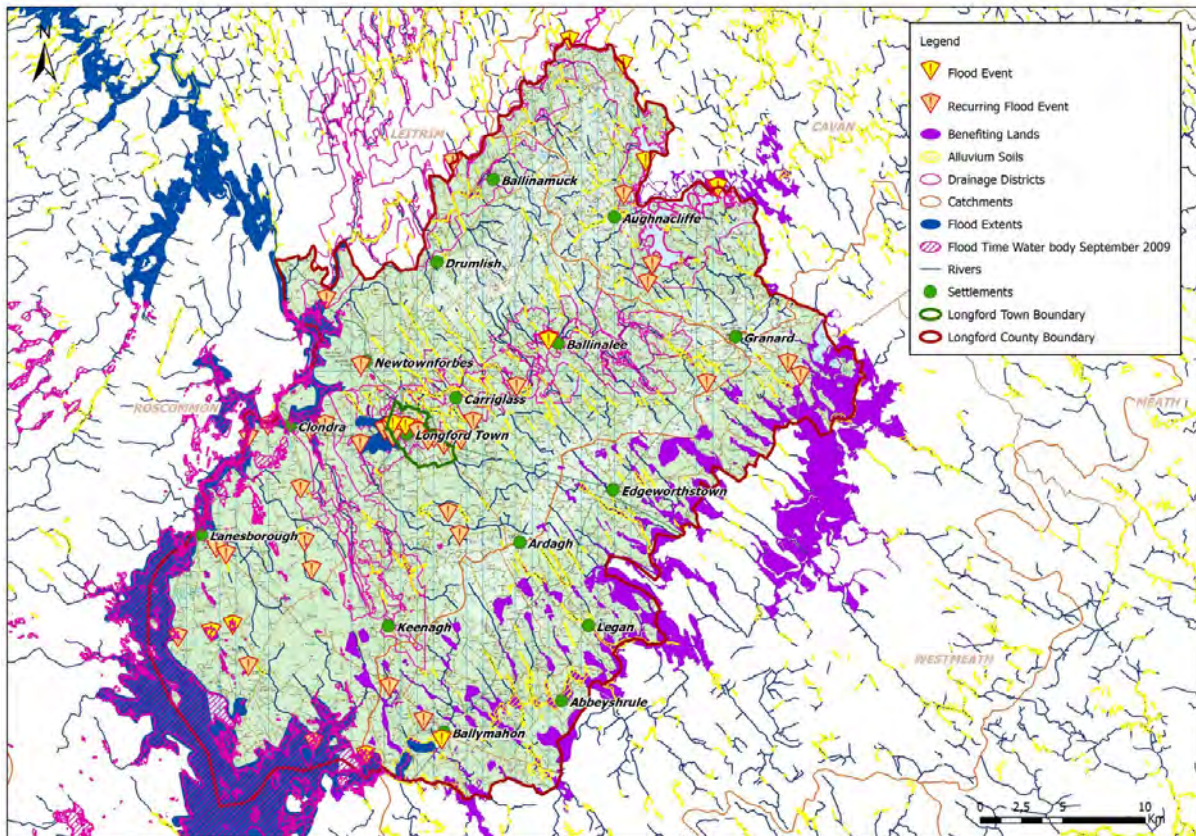 N
Legend
Flood Event
Recurring Flood Event
Benefiting Lands
Alluvium Soils
Drainage Districts
Catchments
Flood Extents
Flood Time Water body September 2009
Rivers
Settlements
Longford Town Boundary
Longford County Boundary
LEITRIM
CAVAN
Ballinamuck
Aughnacliffe
Drumlish
Ballinalee
Granard
Newtownforbes
Carriglass
ROSCOMMON
MEATH
Clondra
Longford Town
Edgeworthstown
Lanesborough
Ardagh
Keenagh
Legan
WESTMEATH
Abbeyshrule
Ballymahon
0 2.5 5 10
Km